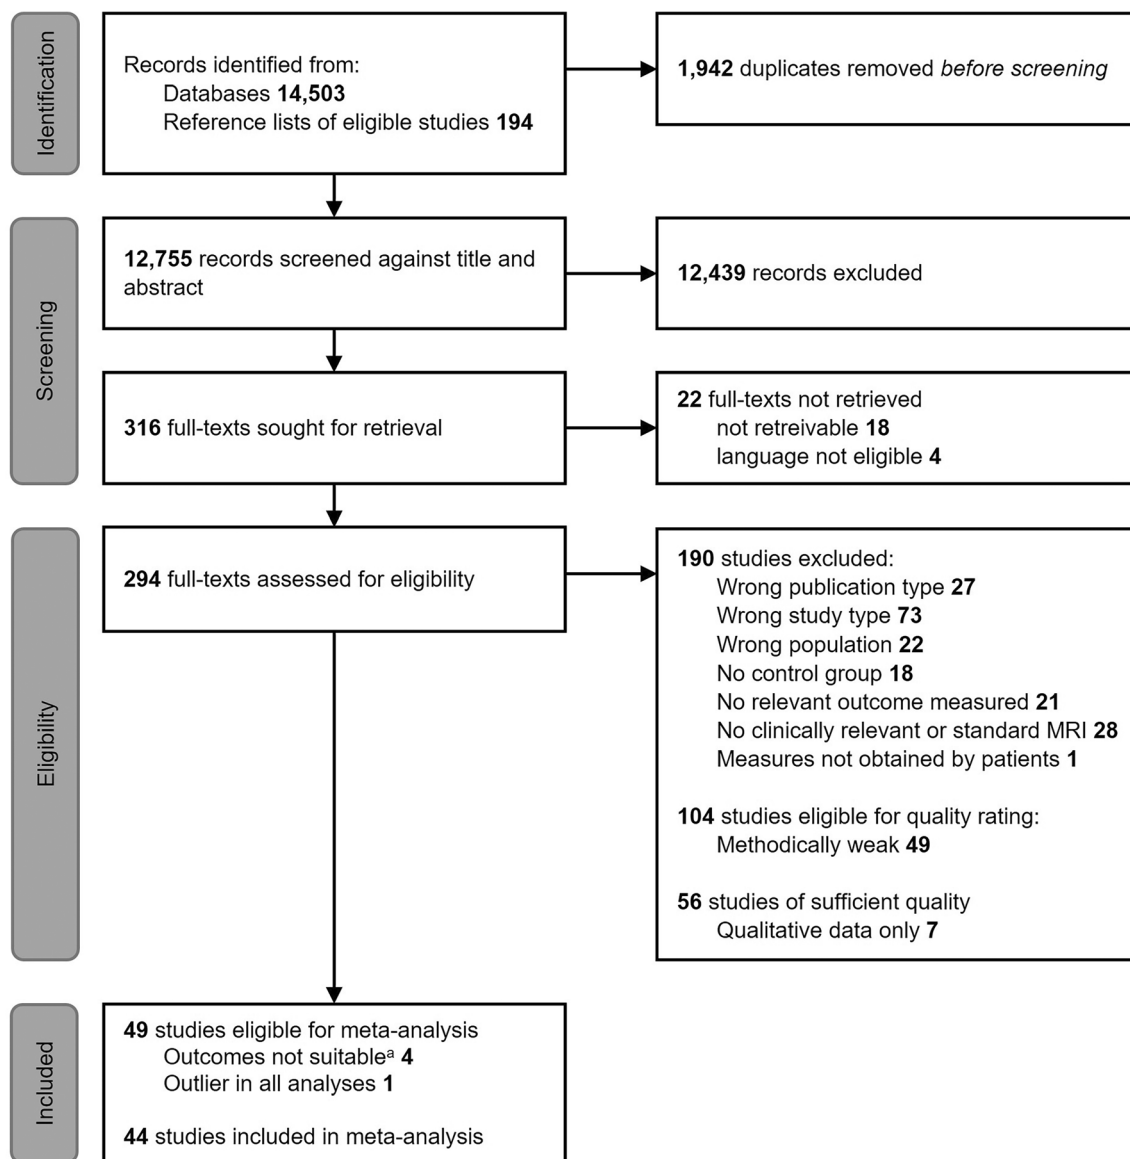 Identification
Records identified from:
Databases 14,503
Reference lists of eligible studies 194
1,942 duplicates removed before screening
Screening
12,755 records screened against title and
abstract
12,439 records excluded
316 full-texts sought for retrieval
22 full-texts not retrieved
not retreivable 18
language not eligible 4
Eligibility
294 full-texts assessed for eligibility
190 studies excluded:
Wrong publication type 27
Wrong study type 73
Wrong population 22
No control group 18
No relevant outcome measured 21
No clinically relevant or standard MRI 28
Measures not obtained by patients 1
104 studies eligible for quality rating:
Methodically weak 49
56 studies of sufficient quality
Qualitative data only 7
Included
49 studies eligible for meta-analysis
Outcomes not suitableᵃ 4
Outlier in all analyses 1
44 studies included in meta-analysis